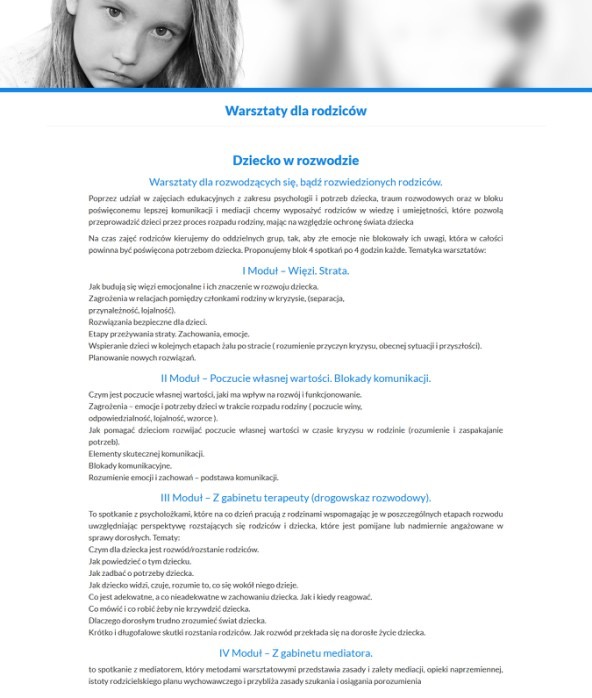 Warsztaty dla rodziców
Dziecko w rozwodzie
Warsztaty dla rozwodzących się, bądź rozwiedzionych rodziców.
Poprzez udział w zajęciach edukacyjnych z zakresu psychologii i potrzeb dziecka, traum rozwodowych oraz w bloku
poświęconemu lepszej komunikacji i mediacji chcemy wyposażyć rodziców w wiedzę i umiejętności, które pozwolą
przeprowadzić dzieci przez proces rozpadu rodziny, mając na względzie ochronę świata dziecka
Na czas zajęć rodziców kierujemy do oddzielnych grup, tak, aby złe emocje nie blokowały ich uwagi, która w całości
powinna być poświęcona potrzebom dziecka. Proponujemy blok 4 spotkań po 4 godzin każde. Tematyka warsztatów:
I Moduł – Więzi. Strata.
Jak budują się więzi emocjonalne i ich znaczenie w rozwoju dziecka.
Zagrożenia w relacjach pomiędzy członkami rodziny w kryzysie, (separacja,
przynależność, lojalność).
Rozwiązania bezpieczne dla dzieci.
Etapy przeżywania straty. Zachowania, emocje.
Wspieranie dzieci w kolejnych etapach żalu po stracie ( rozumienie przyczyn kryzysu, obecnej sytuacji i przyszłości).
Planowanie nowych rozwiązań.
II Moduł – Poczucie własnej wartości. Blokady komunikacji.
Czym jest poczucie własnej wartości, jaki ma wpływ na rozwój i funkcjonowanie.
Zagrożenia – emocje i potrzeby dzieci w trakcie rozpadu rodziny ( poczucie winy,
odpowiedzialność, lojalność, wzorce ).
Jak pomagać dzieciom rozwijać poczucie własnej wartości w czasie kryzysu w rodzinie (rozumienie i zaspakajanie
potrzeb).
Elementy skutecznej komunikacji.
Blokady komunikacyjne.
Rozumienie emocji i zachowań – podstawa komunikacji.
III Moduł – Z gabinetu terapeuty (drogowskaz rozwodowy).
To spotkanie z psycholożkami, które na co dzień pracują z rodzinami wspomagając je w poszczególnych etapach rozwodu
uwzględniając perspektywę rozstających się rodziców i dziecka, które jest pomijane lub nadmiernie angażowane w
sprawy dorosłych. Tematy:
Czym dla dziecka jest rozwód/rozstanie rodziców.
Jak powiedzieć o tym dziecku.
Jak zadbać o potrzeby dziecka.
Jak dziecko widzi, czuje, rozumie to, co się wokół niego dzieje.
Co jest adekwatne, a co nieadekwatne w zachowaniu dziecka. Jak i kiedy reagować.
Co mówić i co robić żeby nie krzywdzić dziecka.
Dlaczego dorosłym trudno zrozumieć świat dziecka.
Krótko i długofalowe skutki rozstania rodziców. Jak rozwód przekłada się na dorosłe życie dziecka.
IV Moduł – Z gabinetu mediatora.
to spotkanie z mediatorem, który metodami warsztatowymi przedstawia zasady i zalety mediacji, opieki naprzemiennej,
istoty rodzicielskiego planu wychowawczego i przybliża zasady szukania i osiągania porozumienia